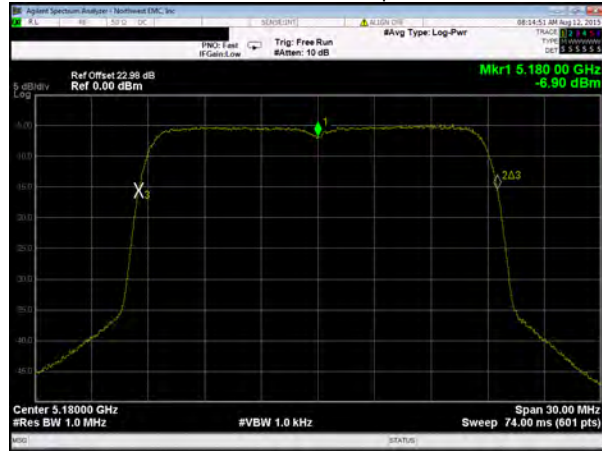 Agilent Spectrum Analyzer - Northwest EMC, Inc
RL RF 50 Ω DC SENSE:INT ALIGN OFF 08:14:51 AM Aug 12, 2015
PNO: Fast Trig: Free Run #Avg Type: Log-Pwr TRACE 1 2 3 4 5 6
IFGain:Low #Atten: 10 dB TYPE
DET S S S S S S
Ref Offset 22.98 dB Mkr1 5.180 00 GHz
5 dB/div Ref 0.00 dBm -6.90 dBm
Log
-5.00
1
-10.0
2Δ3
-15.0
3
-20.0
-25.0
-30.0
-35.0
-40.0
-45.0
Center 5.18000 GHz Span 30.00 MHz
#Res BW 1.0 MHz #VBW 1.0 kHz Sweep 74.00 ms (601 pts)
MSG STATUS